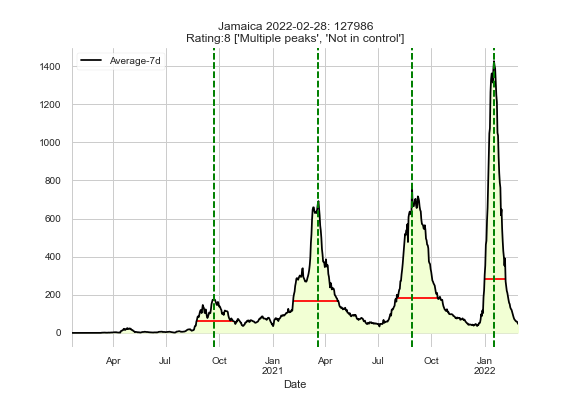 Jamaica 2022-02-28: 127986
Rating:8 ['Multiple peaks', 'Not in control']
Average-7d
1400
1200
1000
800
600
400
200
0
Apr Jul Oct Jan Apr Jul Oct Jan
2021 2022
Date